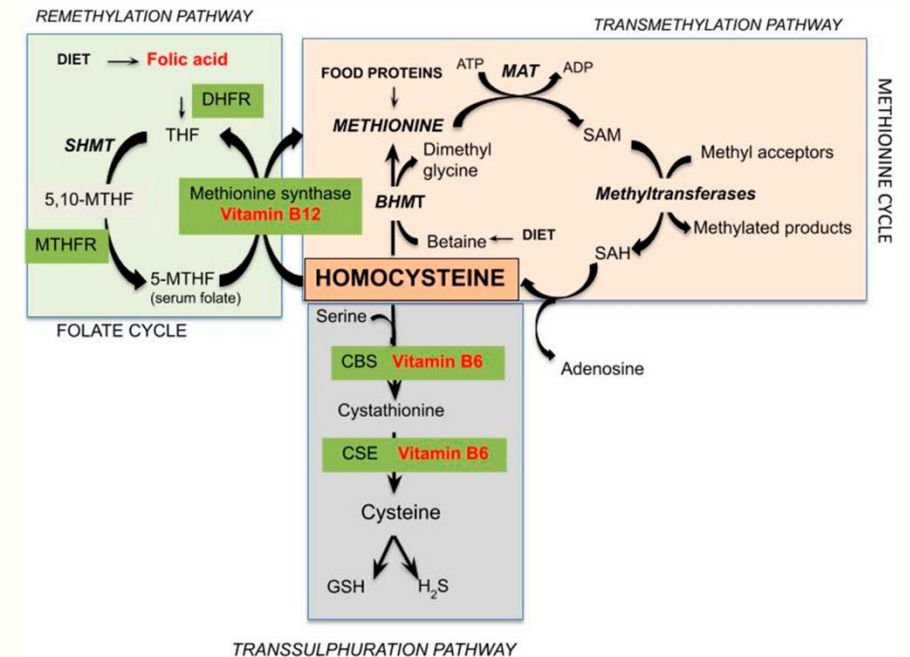 REMETHYLATION PATHWAY
TRANSMETHYLATION PATHWAY
DIET
Folic acid
DHFR
THF
SHMT
5,10-MTHF
MTHFR
5-MTHF
(serum folate)
FOLATE CYCLE
Methionine synthase
Vitamin B12
FOOD PROTEINS
ATP
MAT
ADP
METHIONINE
SAM
Dimethyl
glycine
Methyl acceptors
BHMT
Methyltransferases
Methylated products
Betaine
DIET
SAH
METHIONINE CYCLE
HOMOCYSTEINE
Adenosine
Serine
CBS Vitamin B6
Cystathionine
CSE Vitamin B6
Cysteine
GSH
H₂S
TRANSSULPHURATION PATHWAY